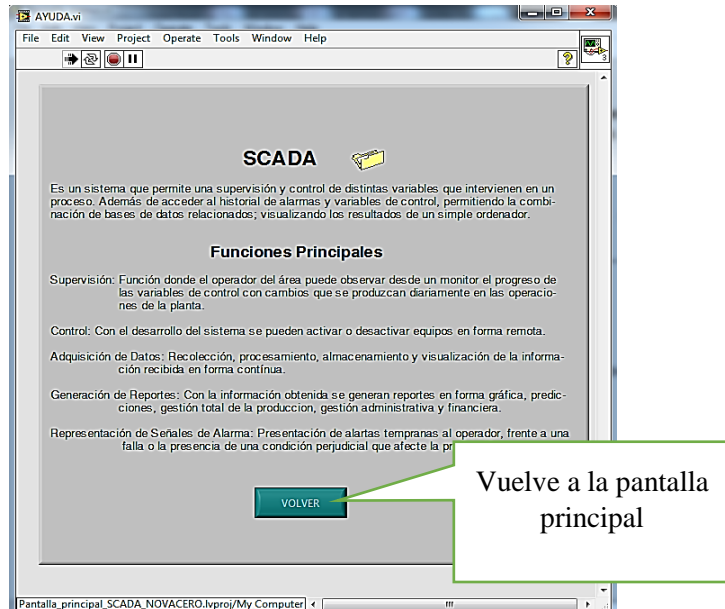 AYUDA.vi
File Edit View Project Operate Tools Window Help
3
SCADA
Es un sistema que permite una supervisión y control de distintas variables que intervienen en un
proceso. Además de acceder al historial de alarmas y variables de control, permitiendo la combi-
nación de bases de datos relacionados; visualizando los resultados de un simple ordenador.
Funciones Principales
Supervisión: Función donde el operador del área puede observar desde un monitor el progreso de
las variables de control con cambios que se produzcan diariamente en las operacio-
nes de la planta.
Control: Con el desarrollo del sistema se pueden activar o desactivar equipos en forma remota.
Adquisición de Datos: Recolección, procesamiento, almacenamiento y visualización de la informa-
ción recibida en forma contínua.
Generación de Reportes: Con la información obtenida se generan reportes en forma gráfica, predic-
ciones, gestión total de la produccion, gestión administrativa y financiera.
Representación de Señales de Alarma: Presentación de alartas tempranas al operador, frente a una
falla o la presencia de una condición perjudicial que afecte la pr
VOLVER
Vuelve a la pantalla
principal
Pantalla_principal_SCADA_NOVACERO.lvproj/My Computer